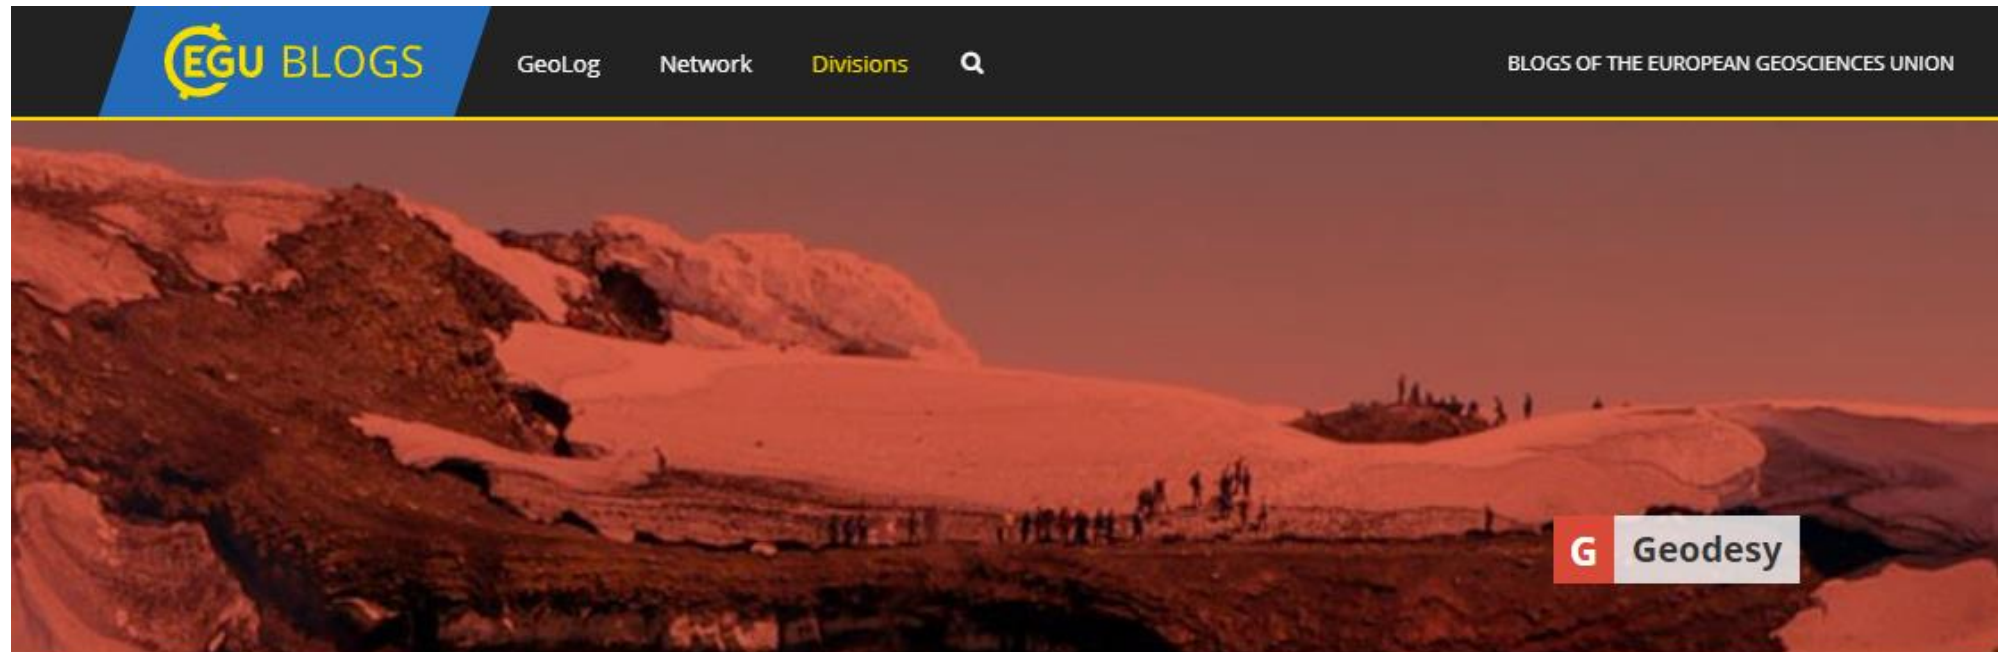 EGU BLOGS
GeoLog
Network
Divisions
BLOGS OF THE EUROPEAN GEOSCIENCES UNION
G Geodesy